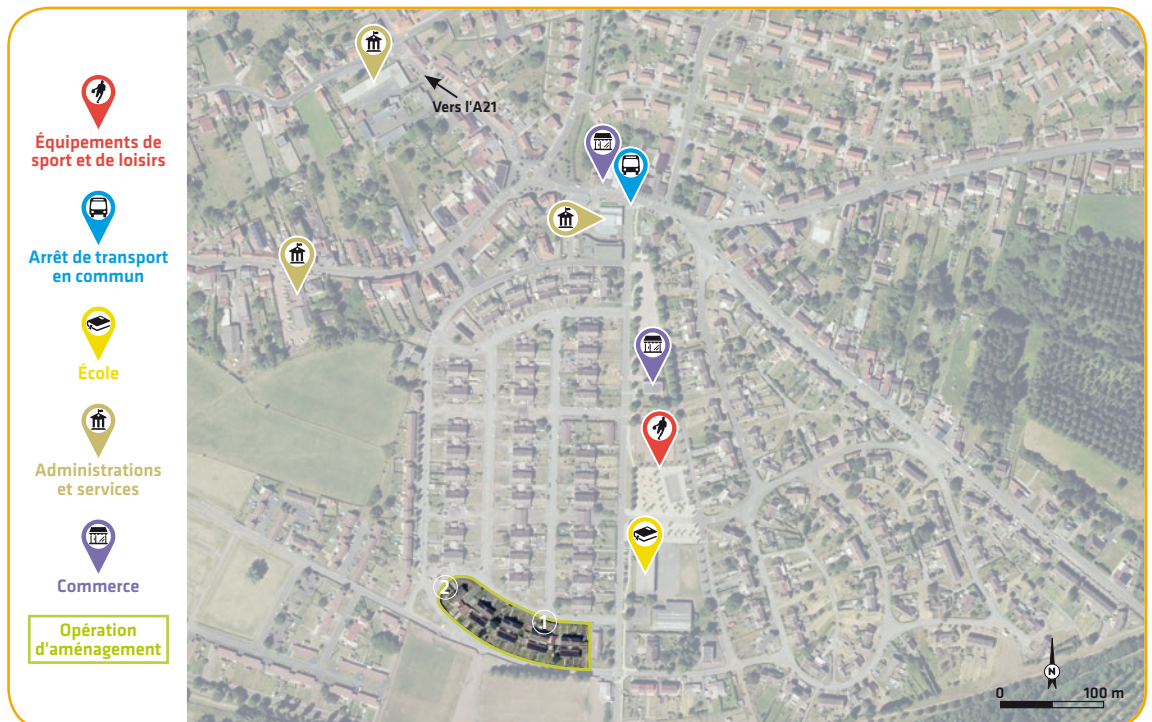 Équipements de
sport et de loisirs
Arrêt de transport
en commun
École
Administrations
et services
Commerce
Opération
d'aménagement
Vers l'A21
2
1
N
0 100 m